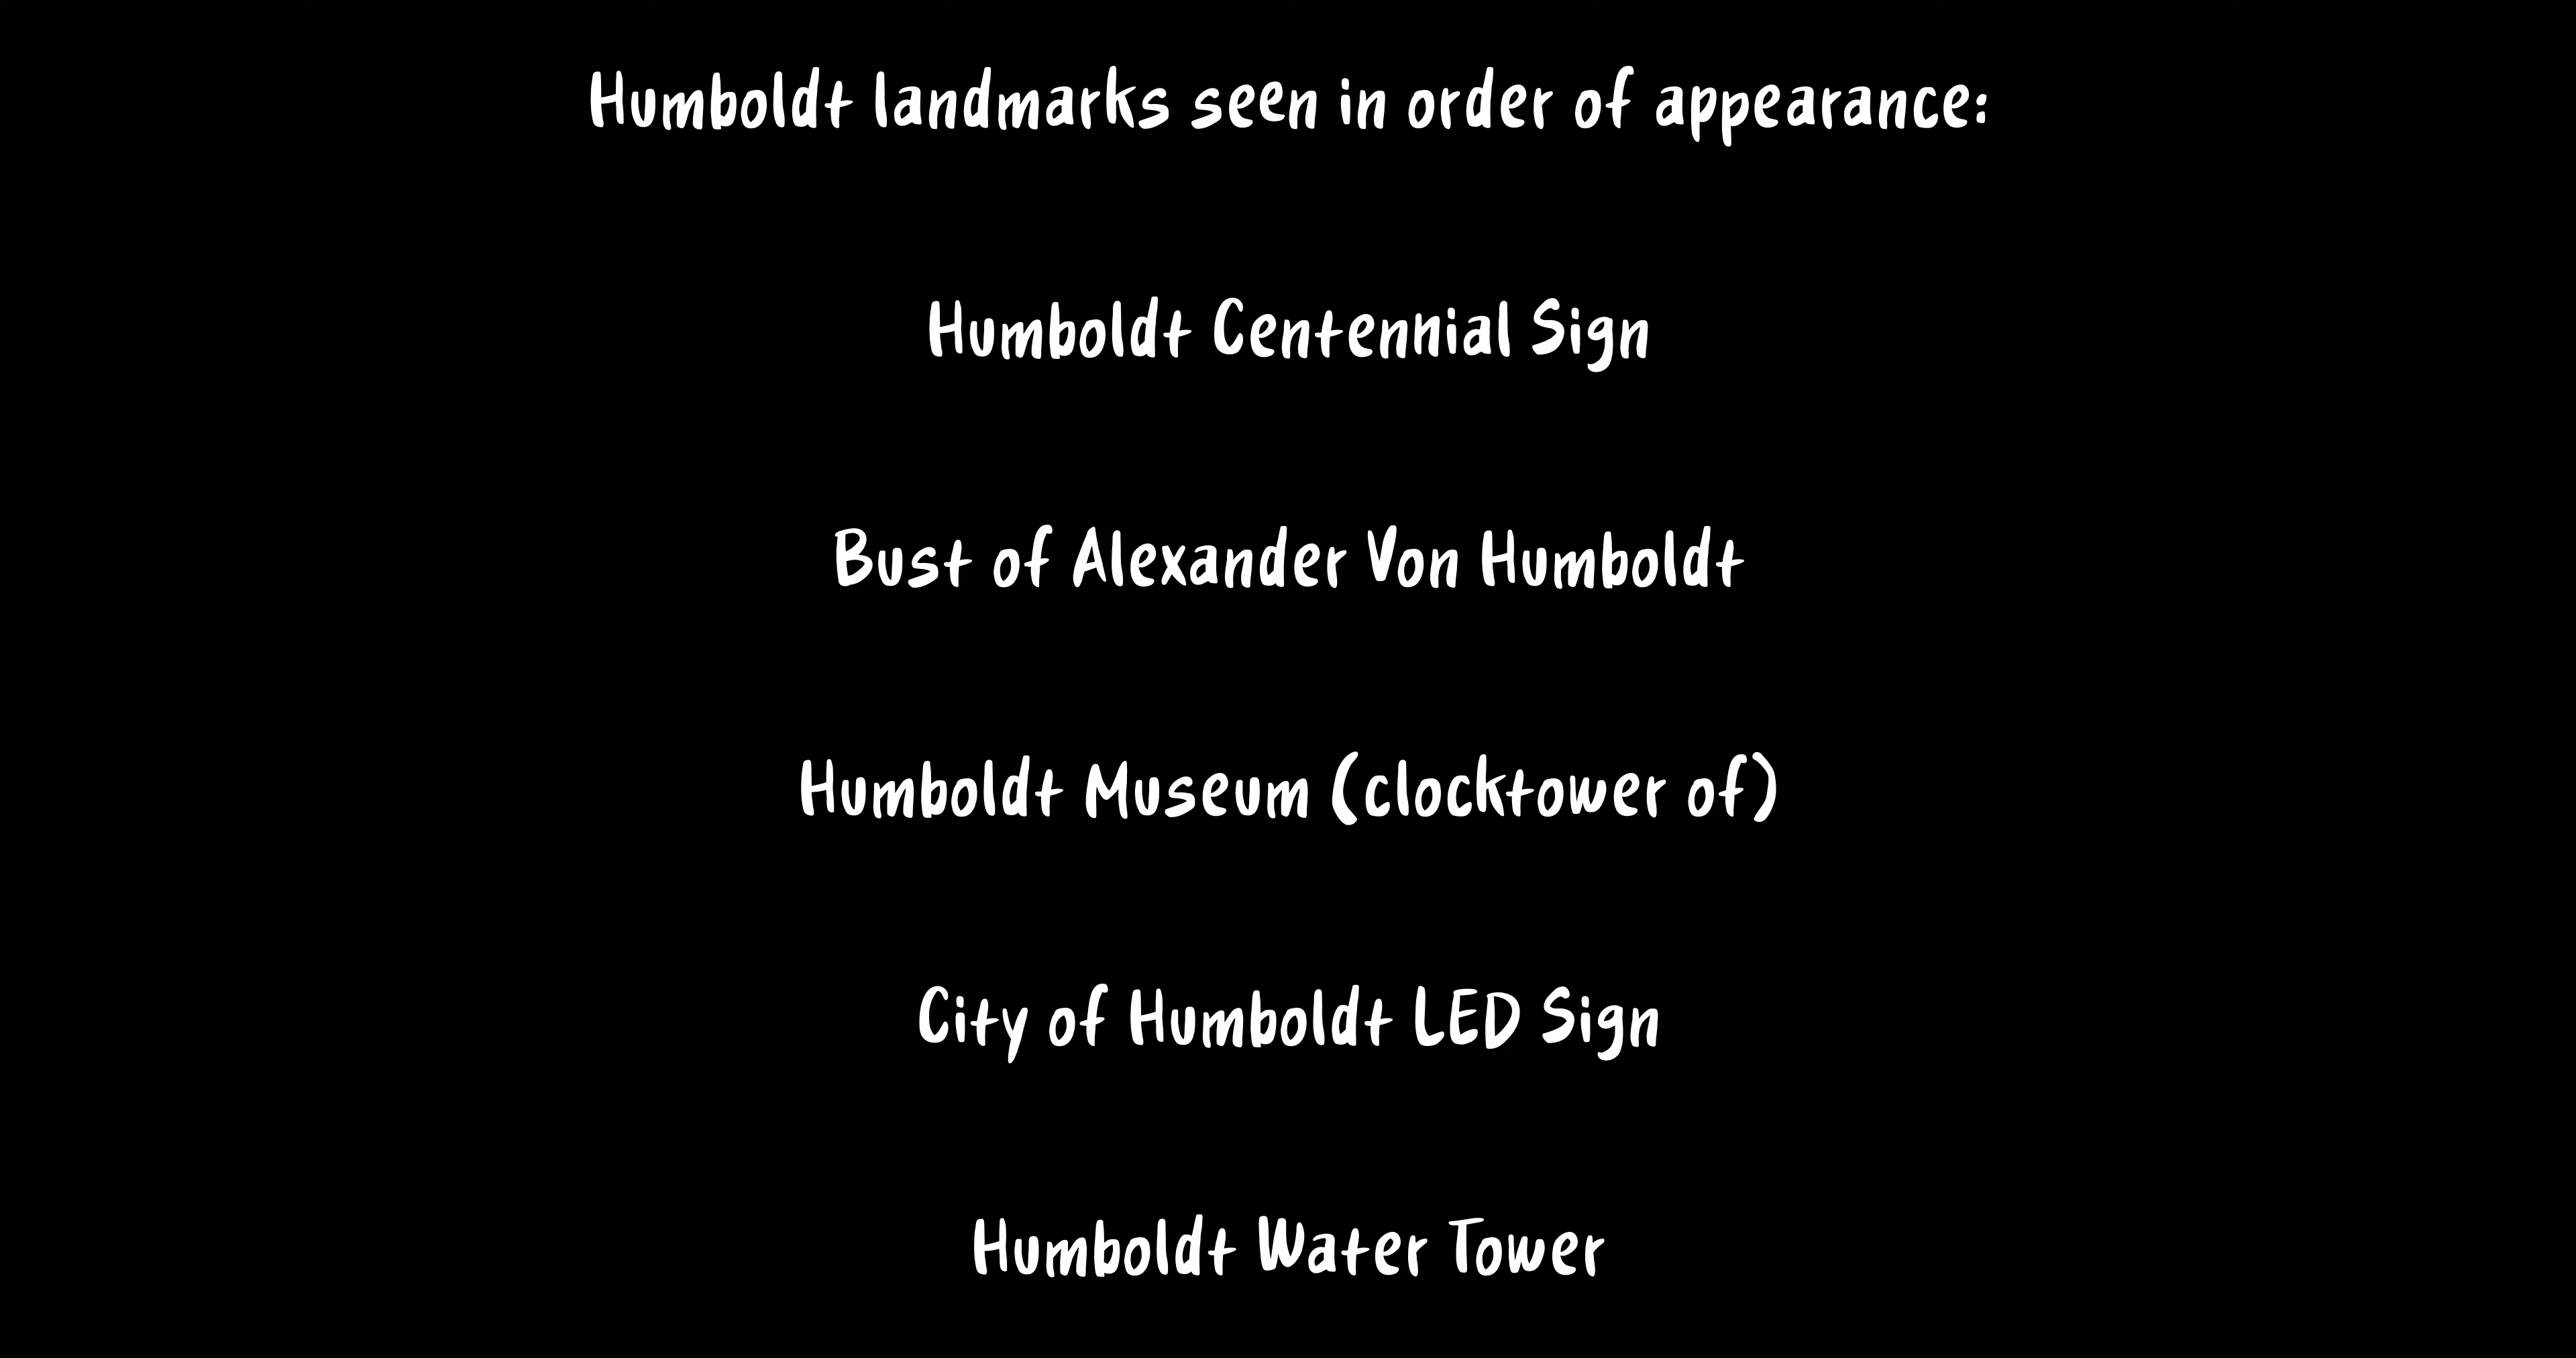 Humboldt landmarks seen in order of appearance:
Humboldt Centennial Sign
Bust of Alexander Von Humboldt
Humboldt Museum (clocktower of)
City of Humboldt LED Sign
Humboldt Water Tower